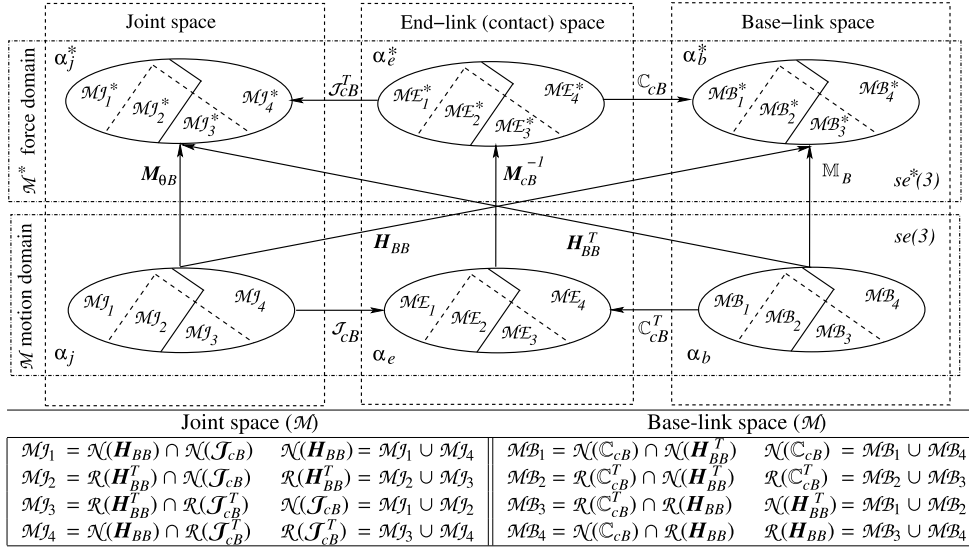 Joint space End−link (contact) space Base−link space
α*j α*e α*b
𝓜* force domain
MJ*1 MJ*2 MJ*3 MJ*4 𝓙ᵀcB ME*1 ME*2 ME*3 ME*4 ℂcB MB*1 MB*2 MB*3 MB*4
MθB McB⁻¹ 𝕄B se*(3)
HBB HᵀBB se(3)
𝓜 motion domain
MJ1 MJ2 MJ3 MJ4 𝓙cB ME1 ME2 ME3 ME4 ℂᵀcB MB1 MB2 MB3 MB4
αj αe αb
Joint space (𝓜) Base-link space (𝓜)
MJ1 = N(HBB) ∩ N(𝓙cB) N(HBB) = MJ1 ∪ MJ4 MB1 = N(ℂcB) ∩ N(HᵀBB) N(ℂcB) = MB1 ∪ MB4
MJ2 = R(HᵀBB) ∩ N(𝓙cB) R(HᵀBB) = MJ2 ∪ MJ3 MB2 = R(ℂᵀcB) ∩ N(HᵀBB) R(ℂᵀcB) = MB2 ∪ MB3
MJ3 = R(HᵀBB) ∩ R(𝓙ᵀcB) N(𝓙cB) = MJ1 ∪ MJ2 MB3 = R(ℂᵀcB) ∩ R(HBB) N(HᵀBB) = MB1 ∪ MB2
MJ4 = N(HBB) ∩ R(𝓙ᵀcB) R(𝓙ᵀcB) = MJ3 ∪ MJ4 MB4 = N(ℂcB) ∩ R(HBB) R(HBB) = MB3 ∪ MB4